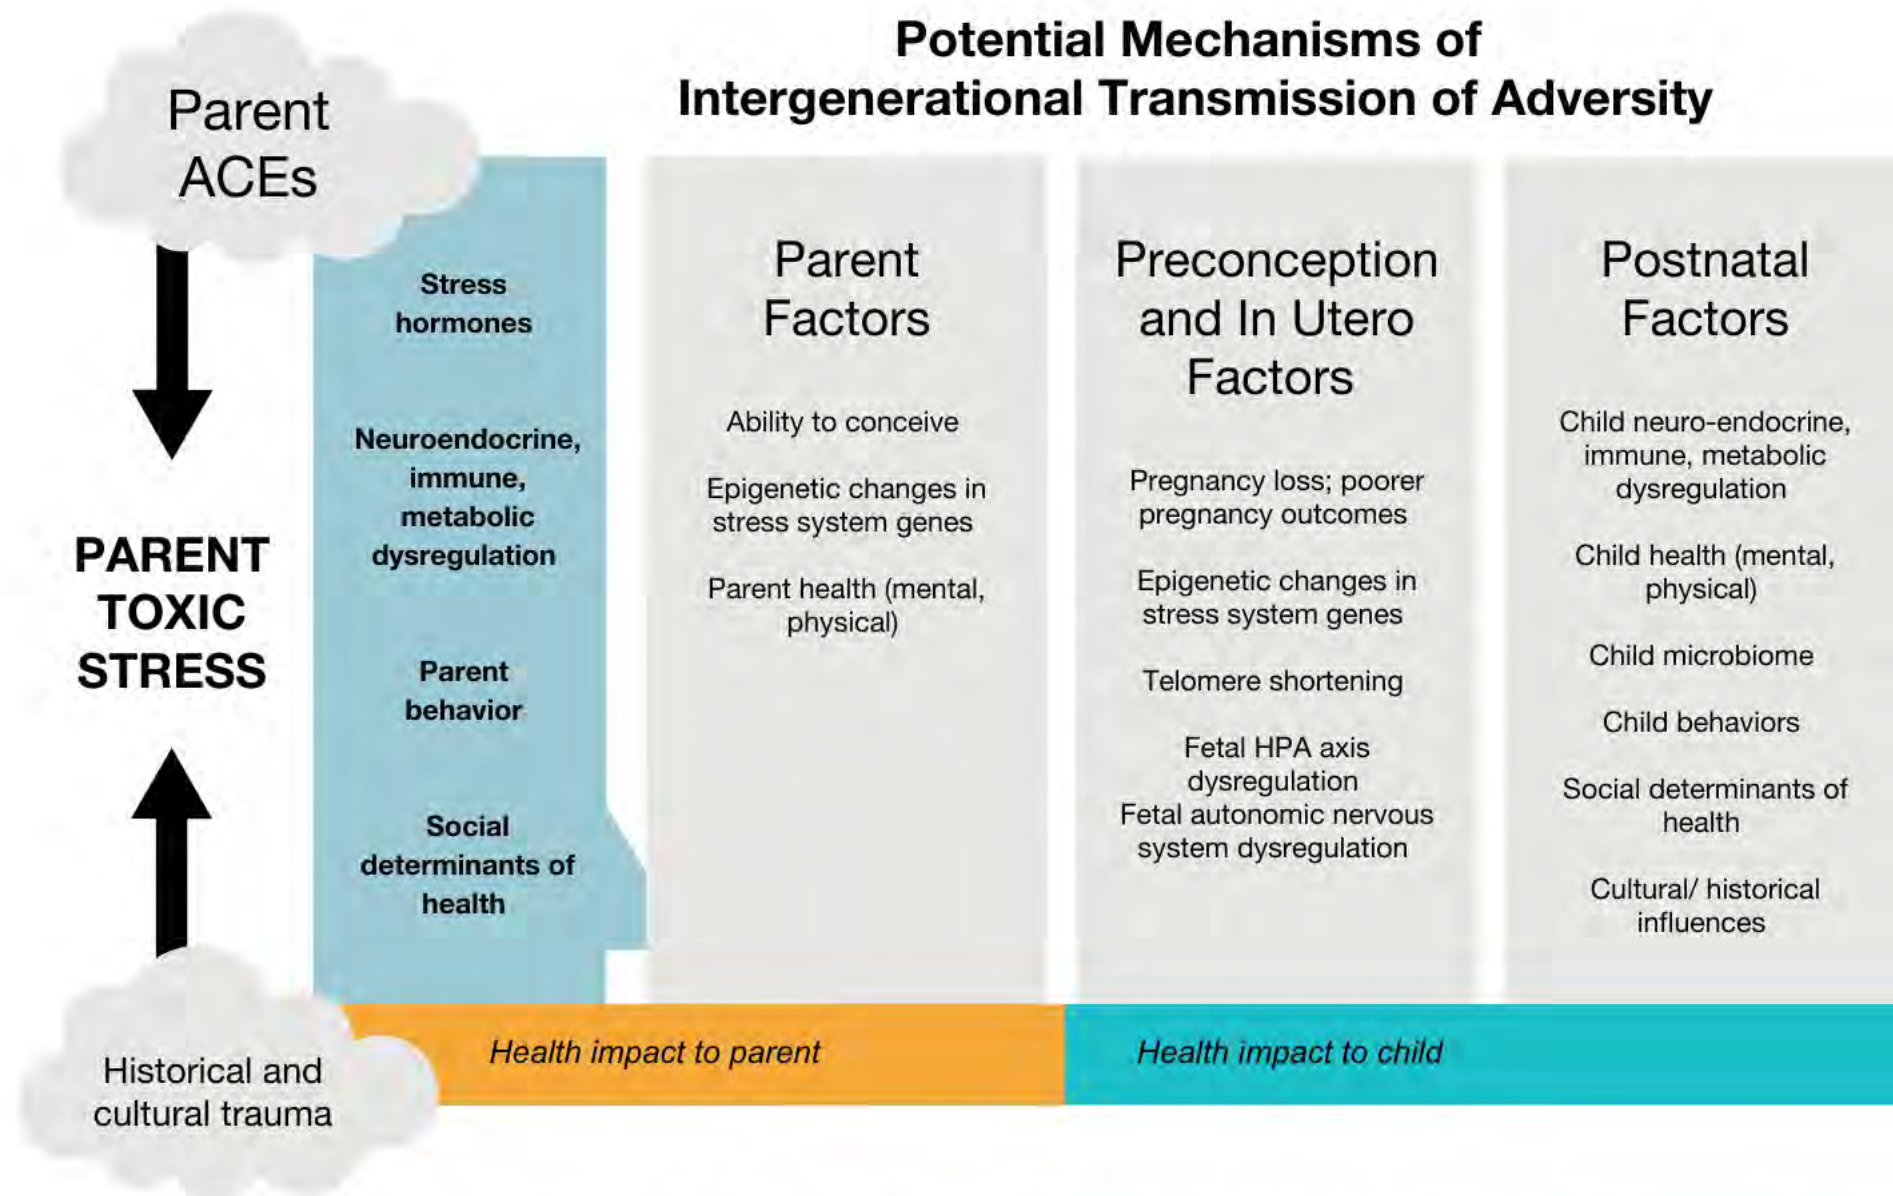 Potential Mechanisms of
Intergenerational Transmission of Adversity
Parent
ACEs
PARENT
TOXIC
STRESS
Historical and
cultural trauma
Stress
hormones
Neuroendocrine,
immune,
metabolic
dysregulation
Parent
behavior
Social
determinants of
health
Parent
Factors
Ability to conceive
Epigenetic changes in
stress system genes
Parent health (mental,
physical)
Preconception
and In Utero
Factors
Pregnancy loss; poorer
pregnancy outcomes
Epigenetic changes in
stress system genes
Telomere shortening
Fetal HPA axis
dysregulation
Fetal autonomic nervous
system dysregulation
Postnatal
Factors
Child neuro-endocrine,
immune, metabolic
dysregulation
Child health (mental,
physical)
Child microbiome
Child behaviors
Social determinants of
health
Cultural/ historical
influences
Health impact to parent
Health impact to child